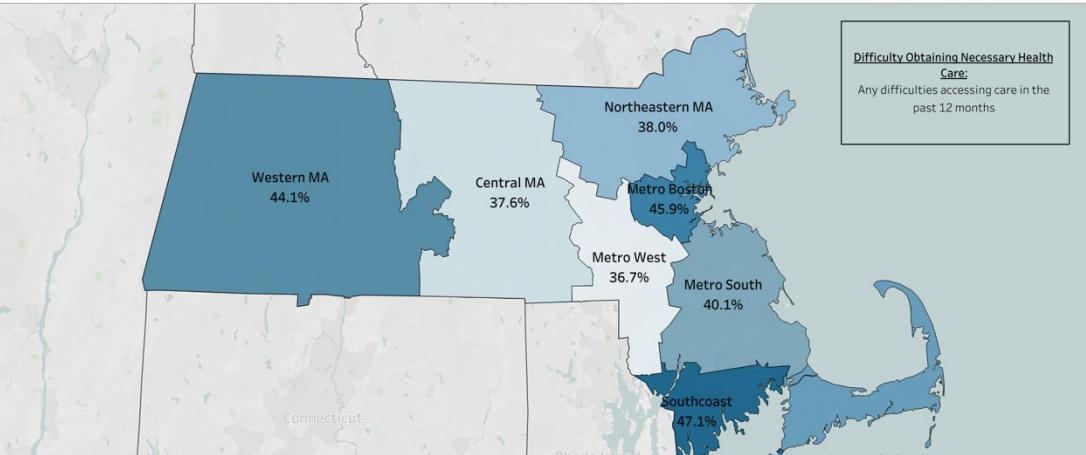 Difficulty Obtaining Necessary Health
Care:
Any difficulties accessing care in the
past 12 months
Northeastern MA
38.0%
Western MA
44.1%
Central MA
37.6%
Metro Boston
45.9%
Metro West
36.7%
Metro South
40.1%
Southcoast
47.1%
Connecticut